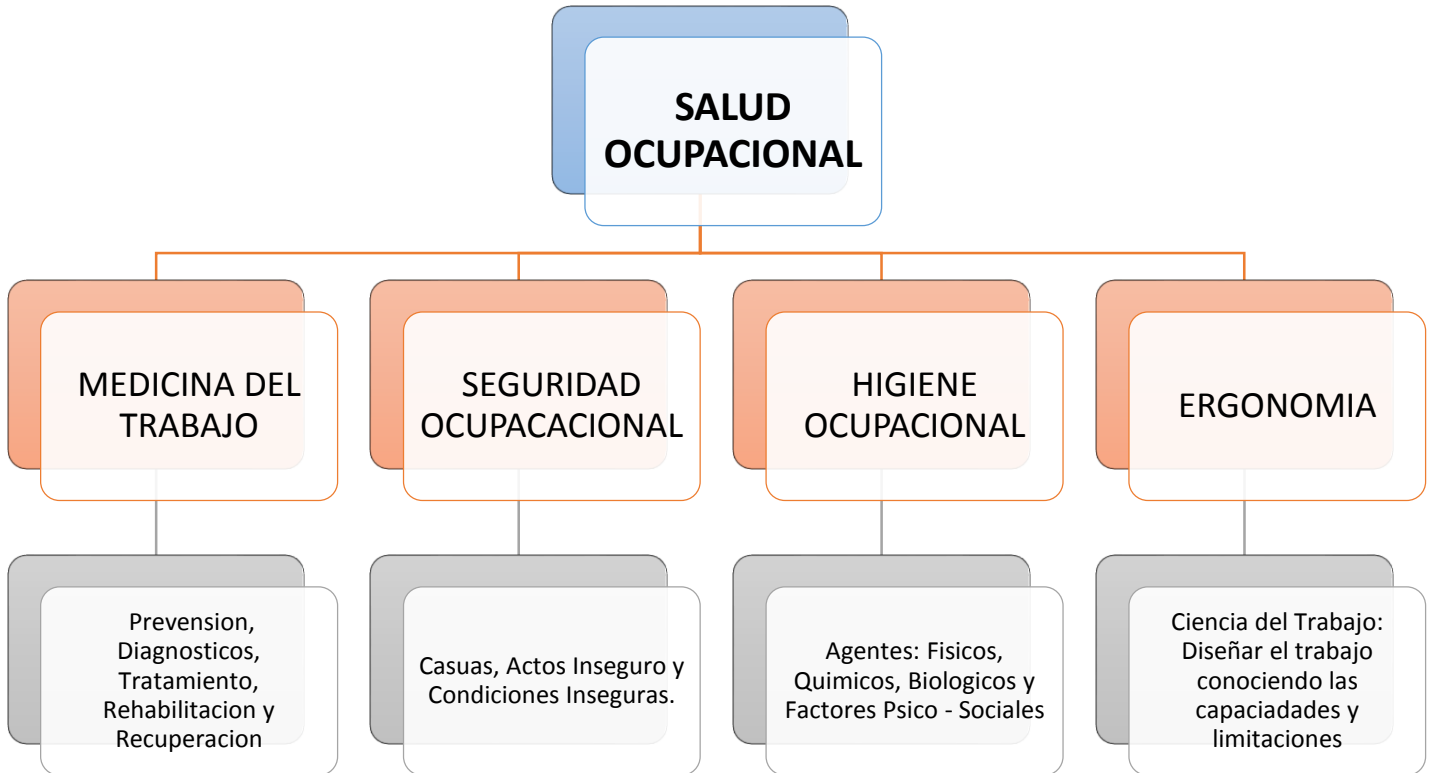 SALUD
OCUPACIONAL
MEDICINA DEL
TRABAJO
SEGURIDAD
OCUPACACIONAL
HIGIENE
OCUPACIONAL
ERGONOMIA
Prevension,
Diagnosticos,
Tratamiento,
Rehabilitacion y
Recuperacion
Casuas, Actos Inseguro y
Condiciones Inseguras.
Agentes: Fisicos,
Quimicos, Biologicos y
Factores Psico - Sociales
Ciencia del Trabajo:
Diseñar el trabajo
conociendo las
capaciadades y
limitaciones